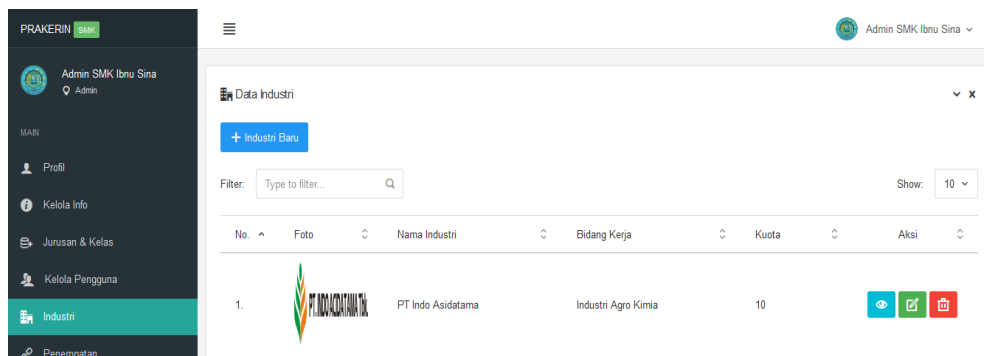 PRAKERIN SMK
Admin SMK Ibnu Sina
Admin SMK Ibnu Sina
Admin
MAIN
Profil
Kelola Info
Jurusan & Kelas
Kelola Pengguna
Industri
Penempatan
Data Industri
+ Industri Baru
Filter: Type to filter... Show: 10
No. Foto Nama Industri Bidang Kerja Kuota Aksi
1. PT.INDO ACIDATAMA Tbk. PT Indo Asidatama Industri Agro Kimia 10